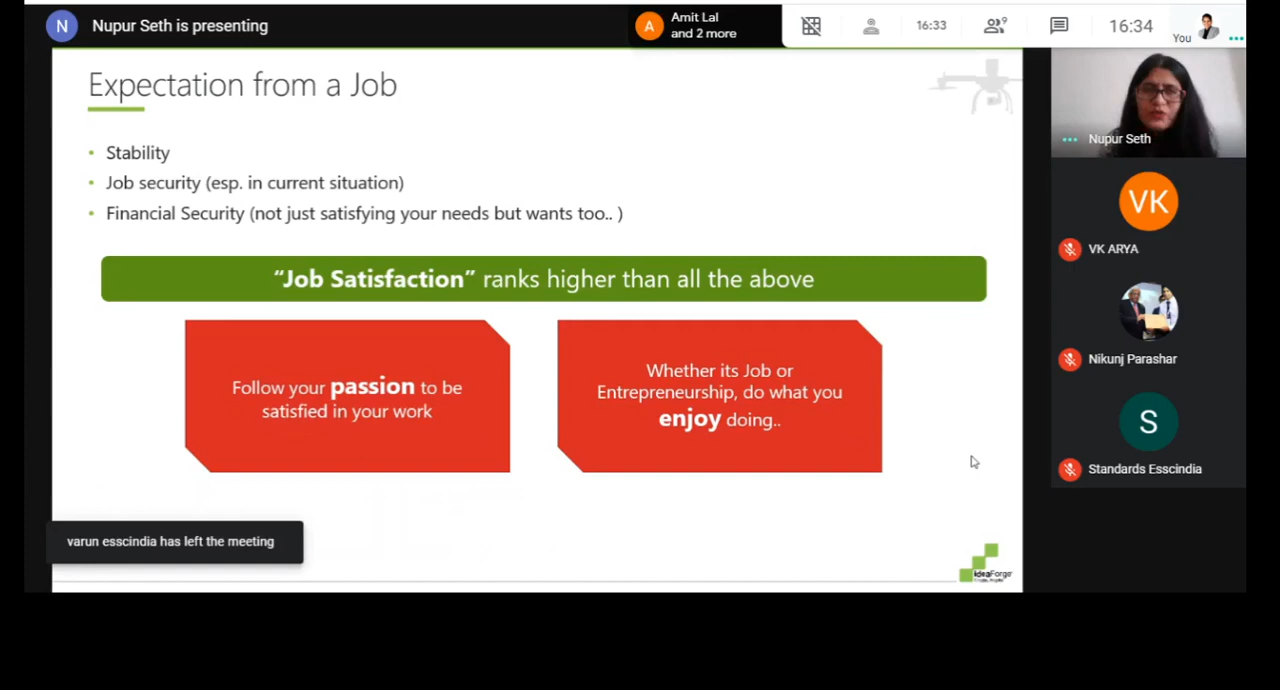 N
Nupur Seth is presenting
A
Amit Lal
and 2 more
16:33
9
16:34
You
Expectation from a Job
• Stability
• Job security (esp. in current situation)
• Financial Security (not just satisfying your needs but wants too.. )
“Job Satisfaction” ranks higher than all the above
Follow your passion to be
satisfied in your work
Whether its Job or
Entrepreneurship, do what you
enjoy doing..
Nupur Seth
VK
VK ARYA
Nikunj Parashar
S
Standards Esscindia
varun esscindia has left the meeting
ideaForge